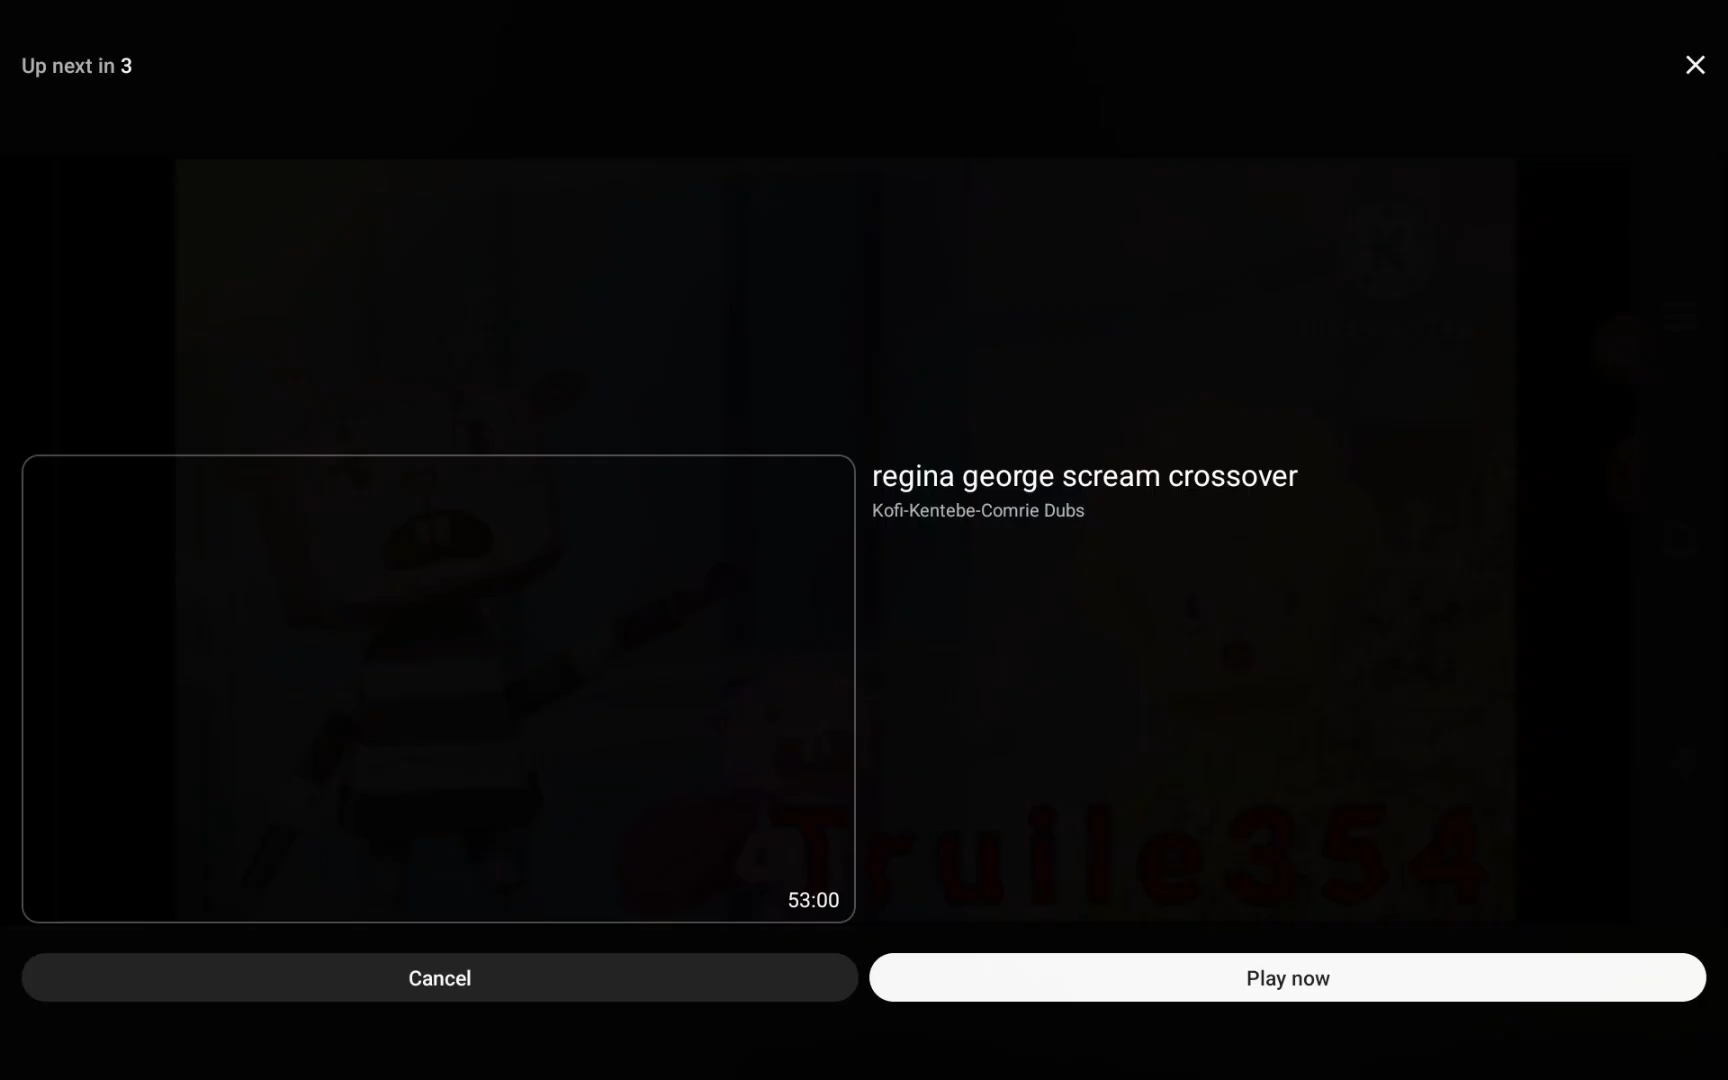 Up next in 3
regina george scream crossover
Kofi-Kentebe-Comrie Dubs
53:00
Truile354
Cancel
Play now